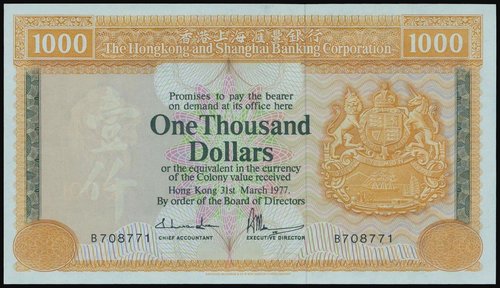 香港上海滙豐銀行
1000 The Hongkong and Shanghai Banking Corporation 1000
Promises to pay the bearer
on demand at its office here
One Thousand
Dollars
or the equivalent in the currency
of the Colony value received
Hong Kong 31st March 1977.
By order of the Board of Directors
B708771 CHIEF ACCOUNTANT EXECUTIVE DIRECTOR B708771